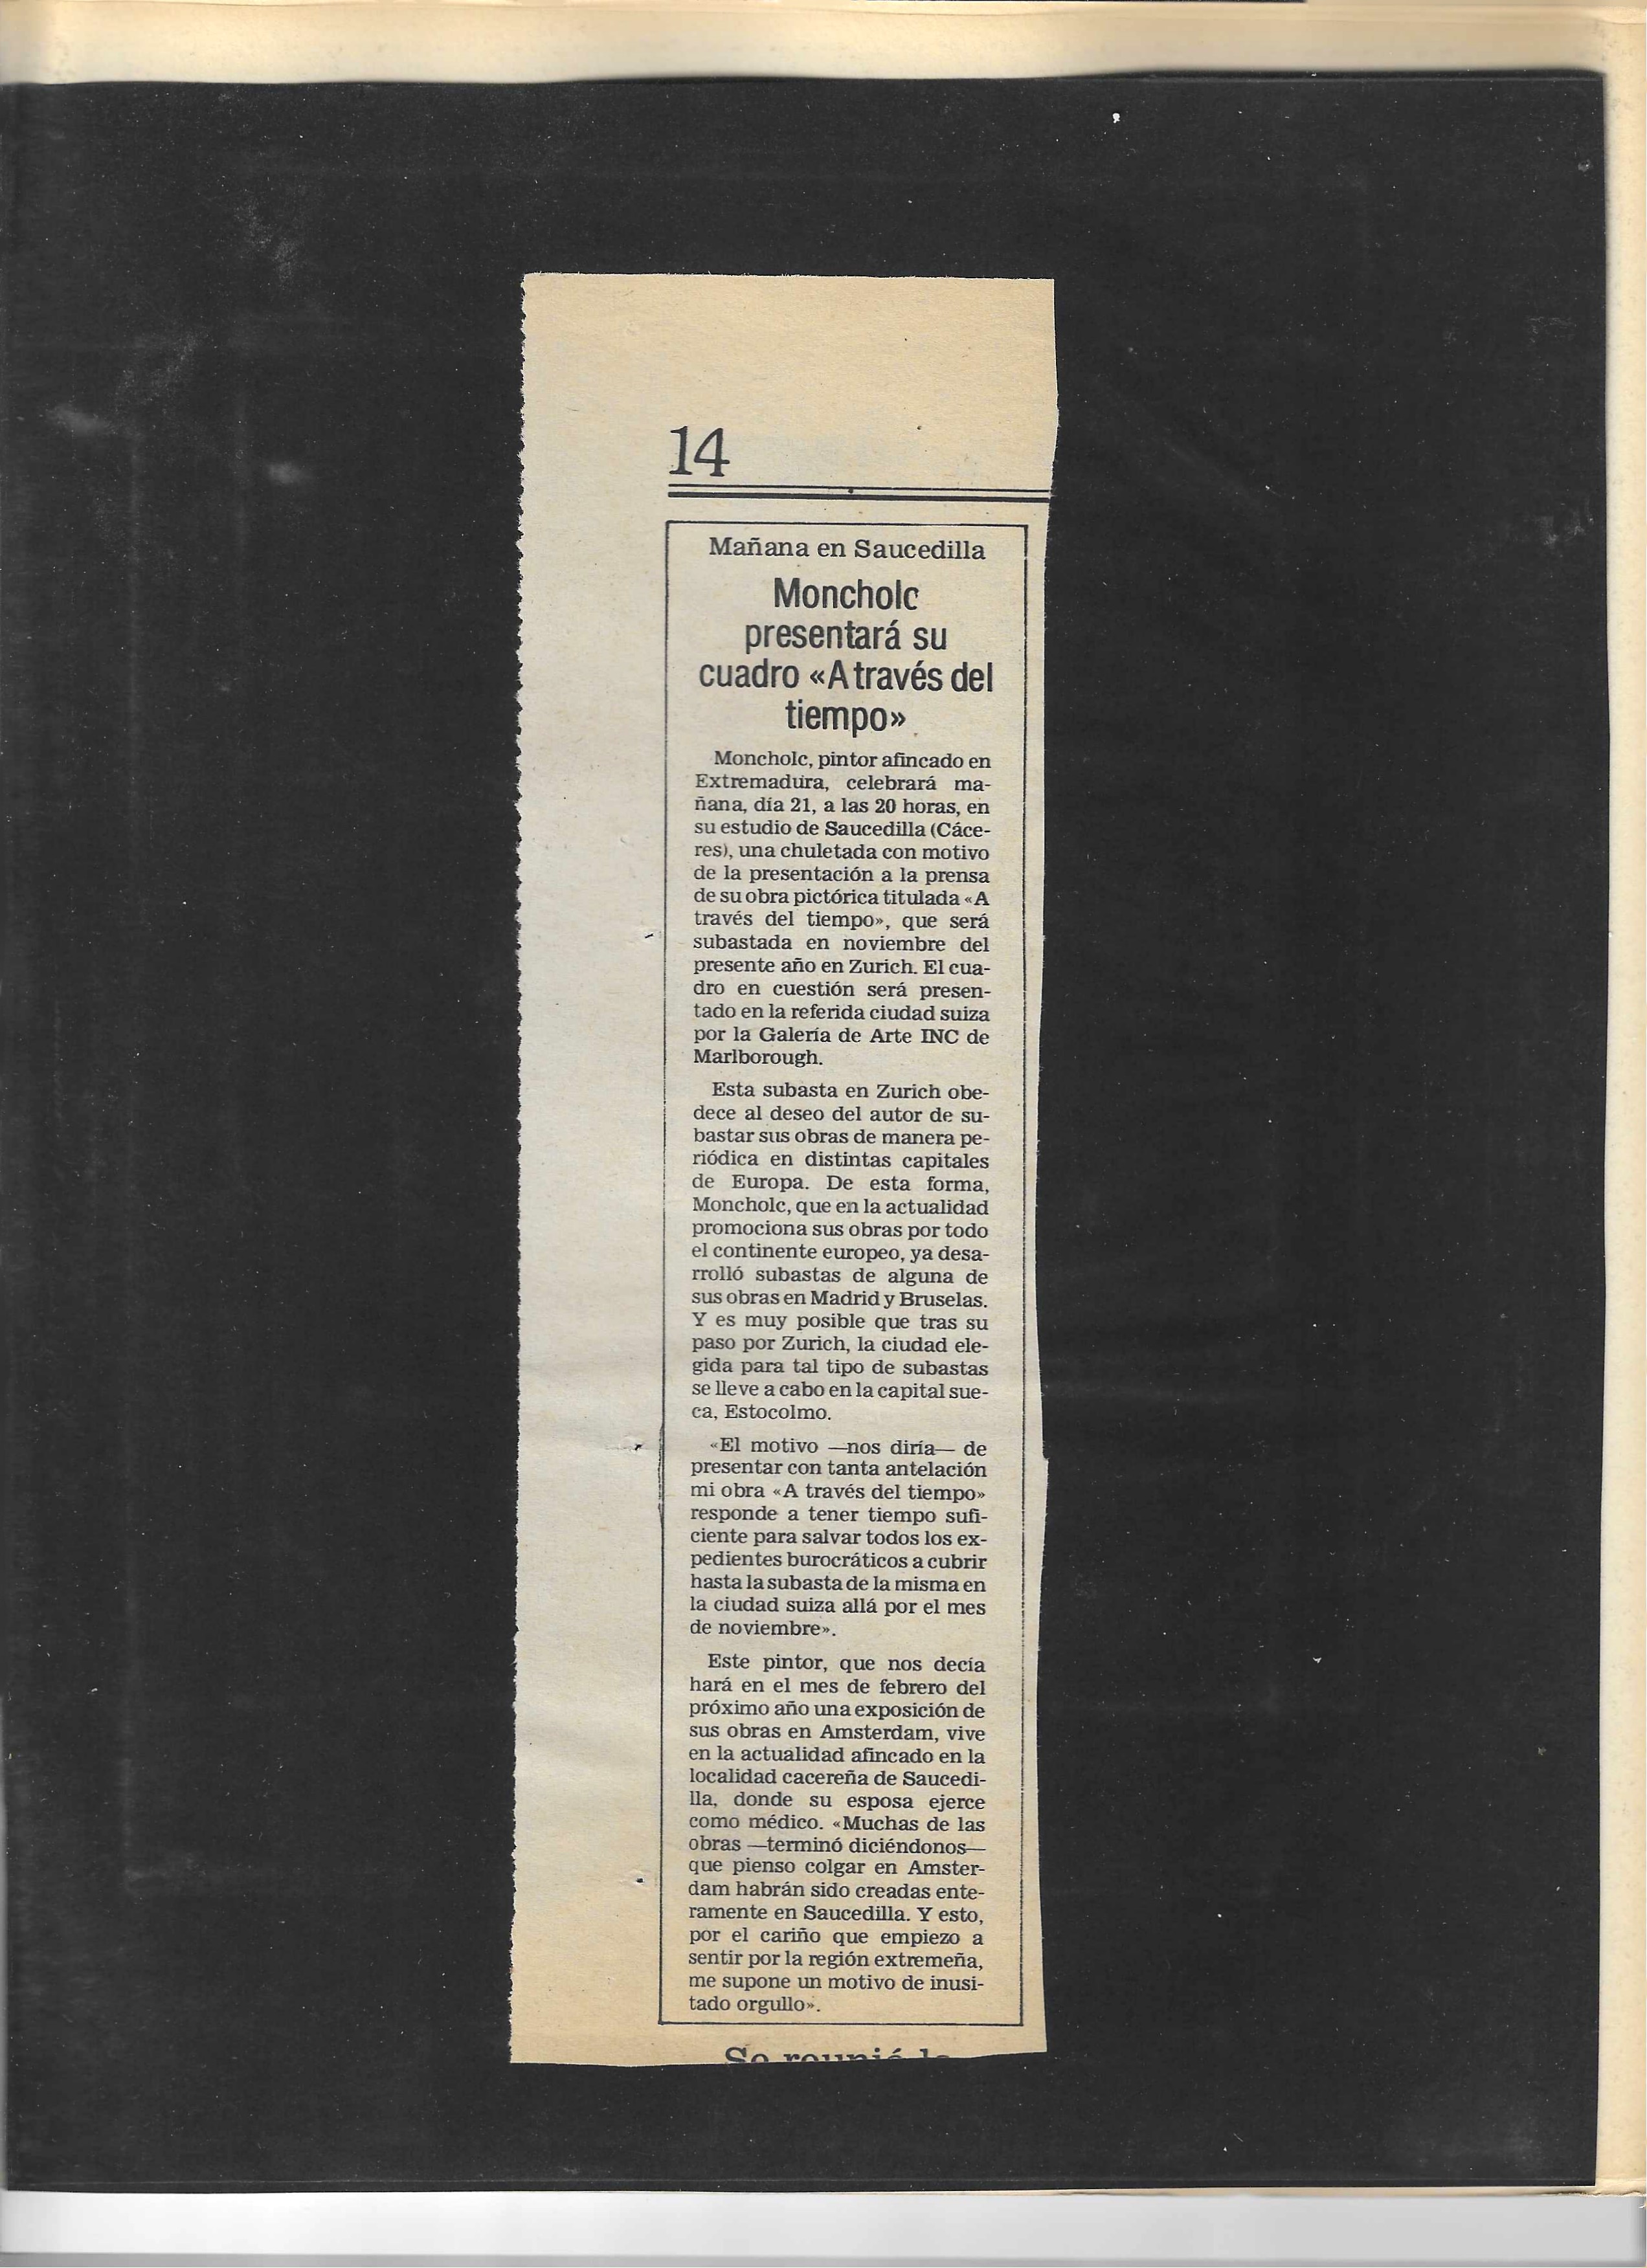 14
Mañana en Saucedilla
Moncholc
presentará su
cuadro «A través del
tiempo»
Moncholc, pintor afincado en
Extremadura, celebrará ma-
ñana, día 21, a las 20 horas, en
su estudio de Saucedilla (Cáce-
res), una chuletada con motivo
de la presentación a la prensa
de su obra pictórica titulada «A
través del tiempo», que será
subastada en noviembre del
presente año en Zurich. El cua-
dro en cuestión será presen-
tado en la referida ciudad suiza
por la Galería de Arte INC de
Marlborough.
Esta subasta en Zurich obe-
dece al deseo del autor de su-
bastar sus obras de manera pe-
riódica en distintas capitales
de Europa. De esta forma,
Moncholc, que en la actualidad
promociona sus obras por todo
el continente europeo, ya desa-
rrolló subastas de alguna de
sus obras en Madrid y Bruselas.
Y es muy posible que tras su
paso por Zurich, la ciudad ele-
gida para tal tipo de subastas
se lleve a cabo en la capital sue-
ca, Estocolmo.
«El motivo —nos diría— de
presentar con tanta antelación
mi obra «A través del tiempo»
responde a tener tiempo sufi-
ciente para salvar todos los ex-
pedientes burocráticos a cubrir
hasta la subasta de la misma en
la ciudad suiza allá por el mes
de noviembre».
Este pintor, que nos decía
hará en el mes de febrero del
próximo año una exposición de
sus obras en Amsterdam, vive
en la actualidad afincado en la
localidad cacereña de Saucedi-
lla, donde su esposa ejerce
como médico. «Muchas de las
obras —terminó diciéndonos—
que pienso colgar en Amster-
dam habrán sido creadas ente-
ramente en Saucedilla. Y esto,
por el cariño que empiezo a
sentir por la región extremeña,
me supone un motivo de inusi-
tado orgullo».
Se reunió la